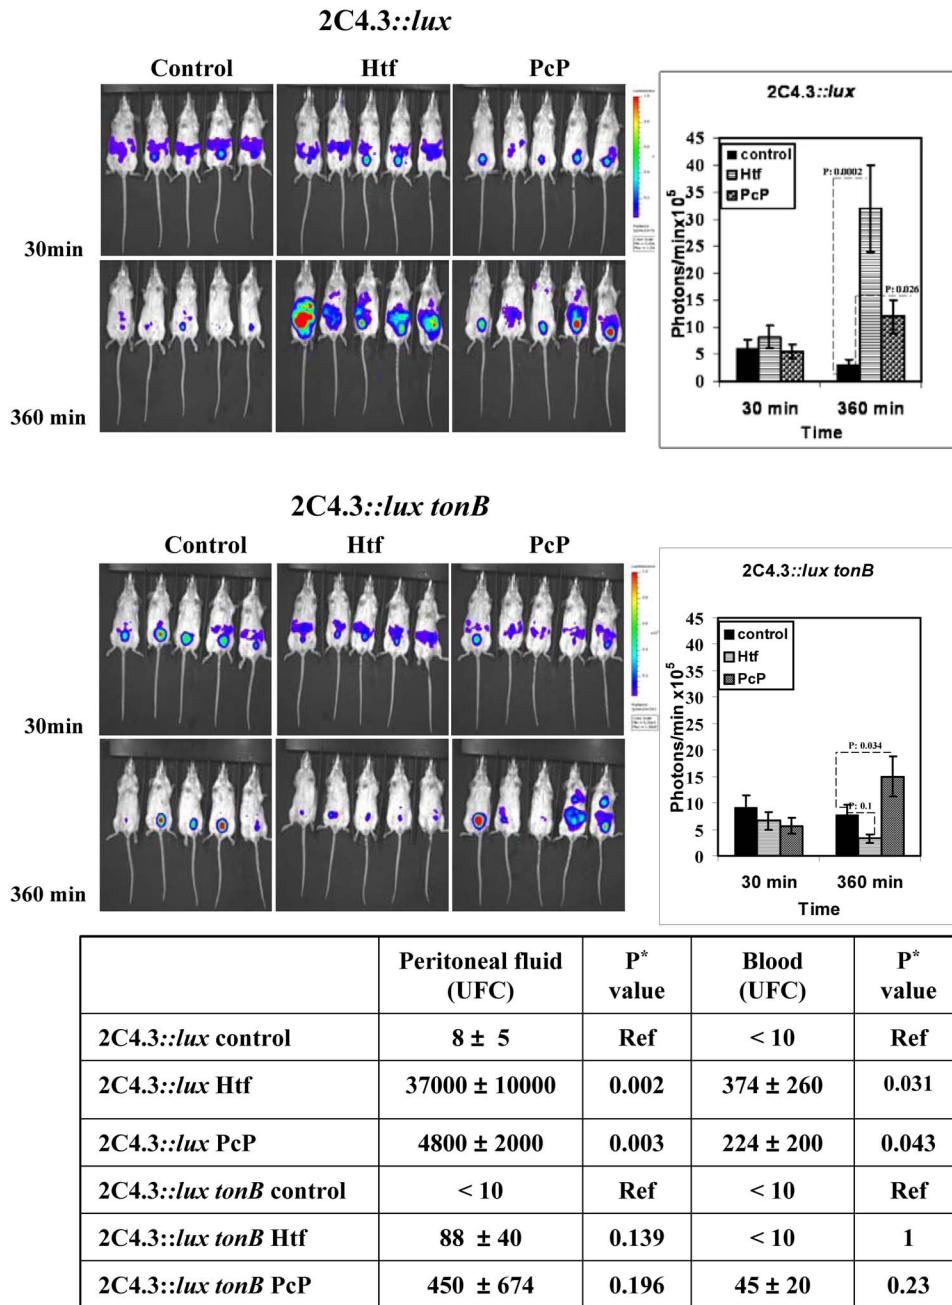 2C4.3::lux
Control Htf PcP
30min
360 min
2C4.3::lux
45
40
35
30
25
20
15
10
5
0
Photons/minx10⁵
control
Htf
PcP
P: 0.0002
P: 0.026
30 min 360 min
Time
2C4.3::lux tonB
Control Htf PcP
30min
360 min
2C4.3::lux tonB
45
40
35
30
25
20
15
10
5
0
Photons/min x10⁵
control
Htf
PcP
P: 0.034
P: 0.1
30 min 360 min
Time
Peritoneal fluid (UFC) P* value Blood (UFC) P* value
2C4.3::lux control 8 ± 5 Ref < 10 Ref
2C4.3::lux Htf 37000 ± 10000 0.002 374 ± 260 0.031
2C4.3::lux PcP 4800 ± 2000 0.003 224 ± 200 0.043
2C4.3::lux tonB control < 10 Ref < 10 Ref
2C4.3::lux tonB Htf 88 ± 40 0.139 < 10 1
2C4.3::lux tonB PcP 450 ± 674 0.196 45 ± 20 0.23